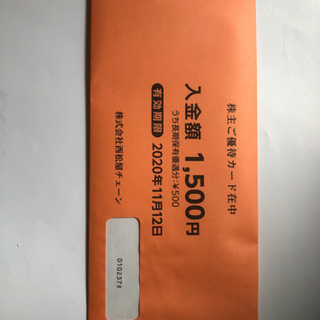 株主ご優待カード在中
入金額 1,500円
うち長期保有優遇分:¥500
有効期限 2020年11月12日
株式会社西松屋チェーン
010237#